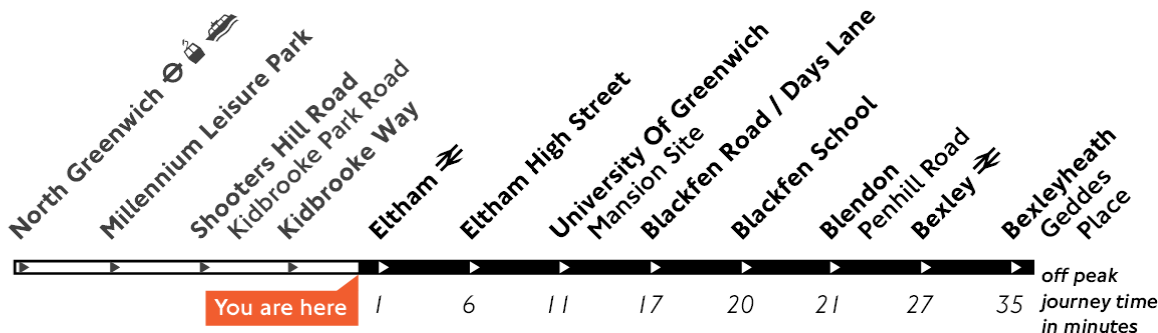 North Greenwich
Millennium Leisure Park
Shooters Hill Road
Kidbrooke Park Road
Kidbrooke Way
Eltham
Eltham High Street
University Of Greenwich
Mansion Site
Blackfen Road / Days Lane
Blackfen School
Blendon
Penhill Road
Bexley
Bexleyheath
Geddes
Place
You are here
1 6 11 17 20 21 27 35
off peak
journey time
in minutes